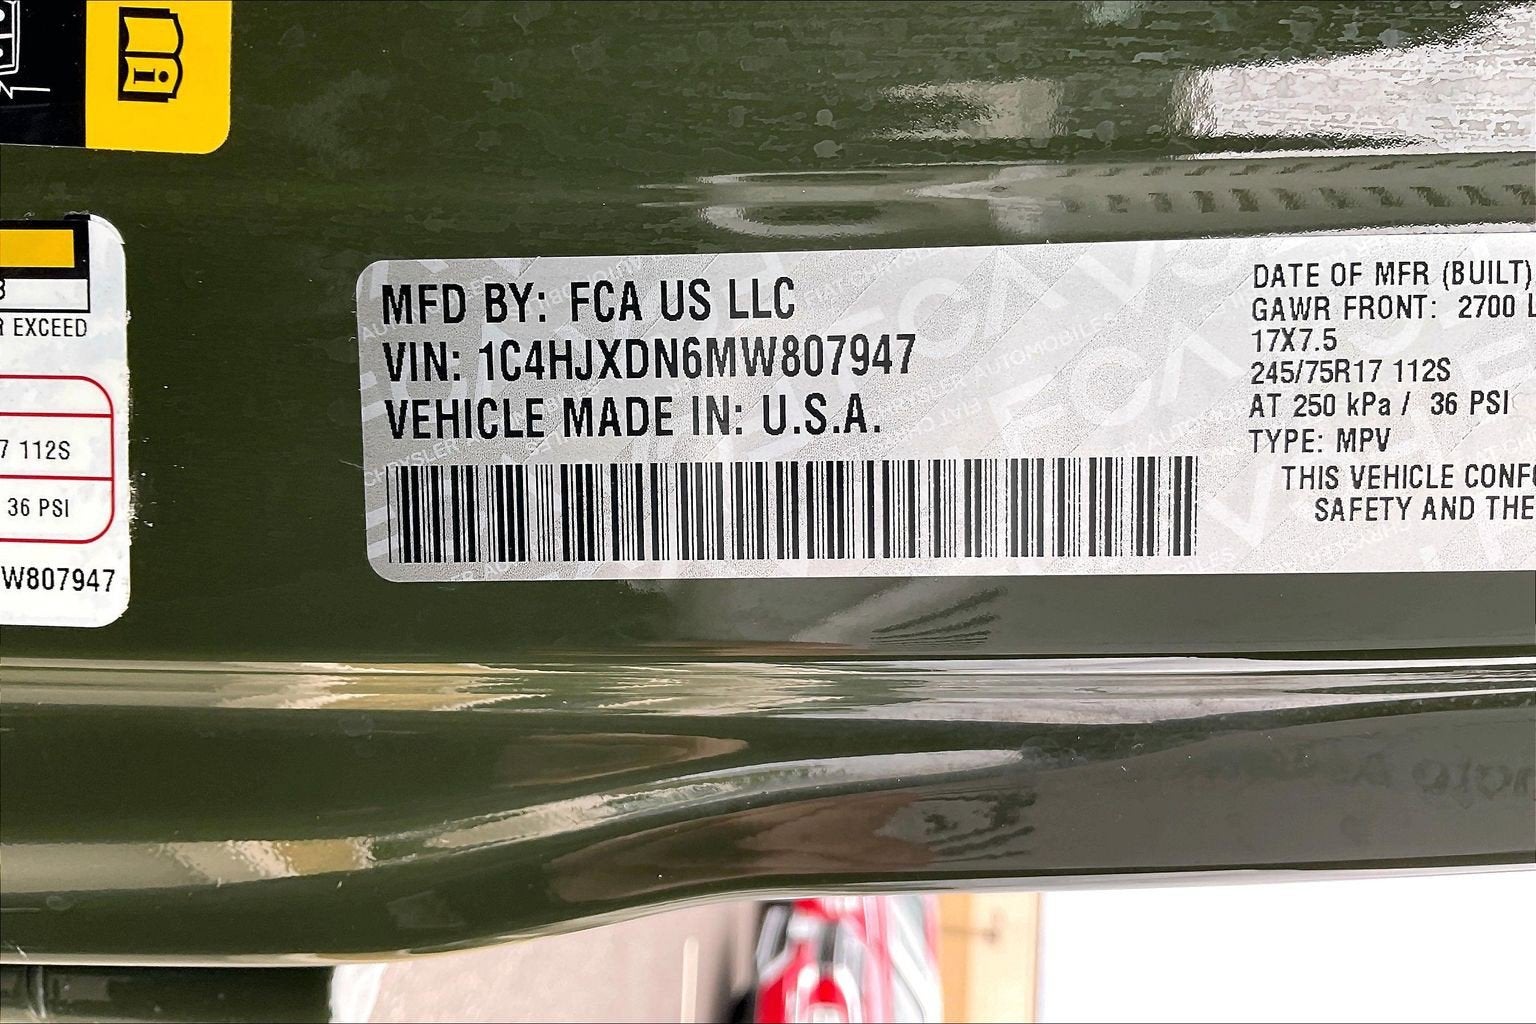 MFD BY: FCA US LLC
VIN: 1C4HJXDN6MW807947
VEHICLE MADE IN: U.S.A.
DATE OF MFR (BUILT)
GAWR FRONT: 2700 L
17X7.5
245/75R17 112S
AT 250 kPa / 36 PSI
TYPE: MPV
THIS VEHICLE CONFO
SAFETY AND THE
R EXCEED
7 112S
36 PSI
W807947